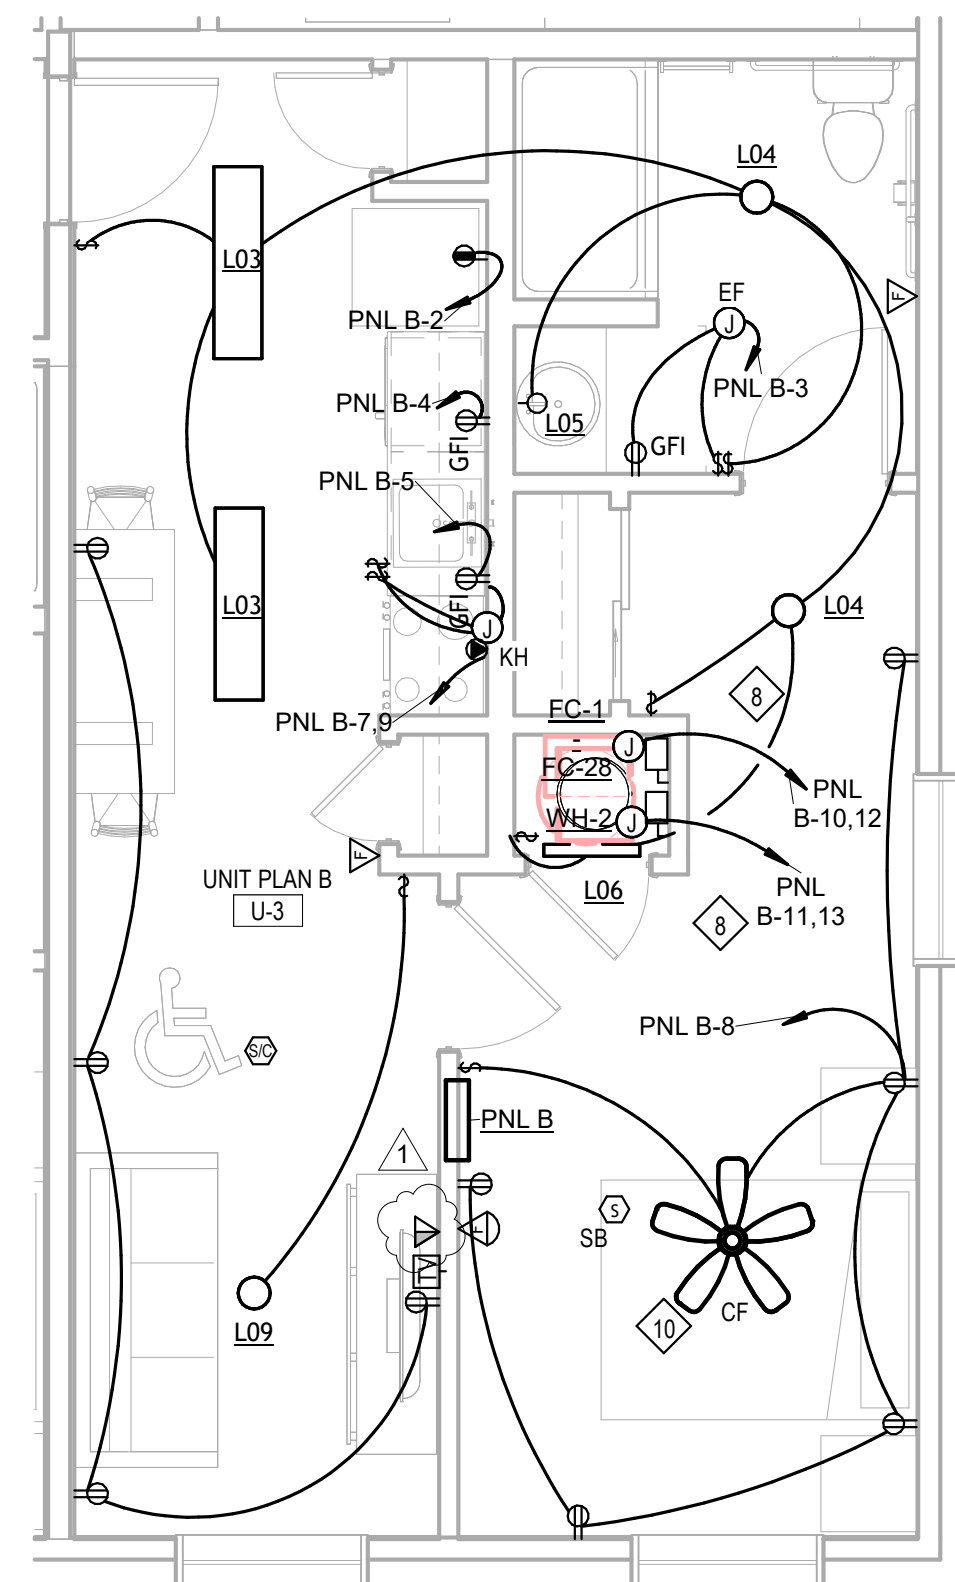 L04
L03
F
EF
J
PNL B-2
PNL B-3
PNL B-4
L05
GFI
GFI
PNL B-5
$$
L03
GFI
L04
J
KH
8
FC-1
-
FC-28
J
PNL B-7,9
PNL
B-10,12
WH-2
J
F
UNIT PLAN B
U-3
L06
PNL
B-11,13
8
PNL B-8
S/C
PNL B
1
S
SB
F
TV
CF
10
L09